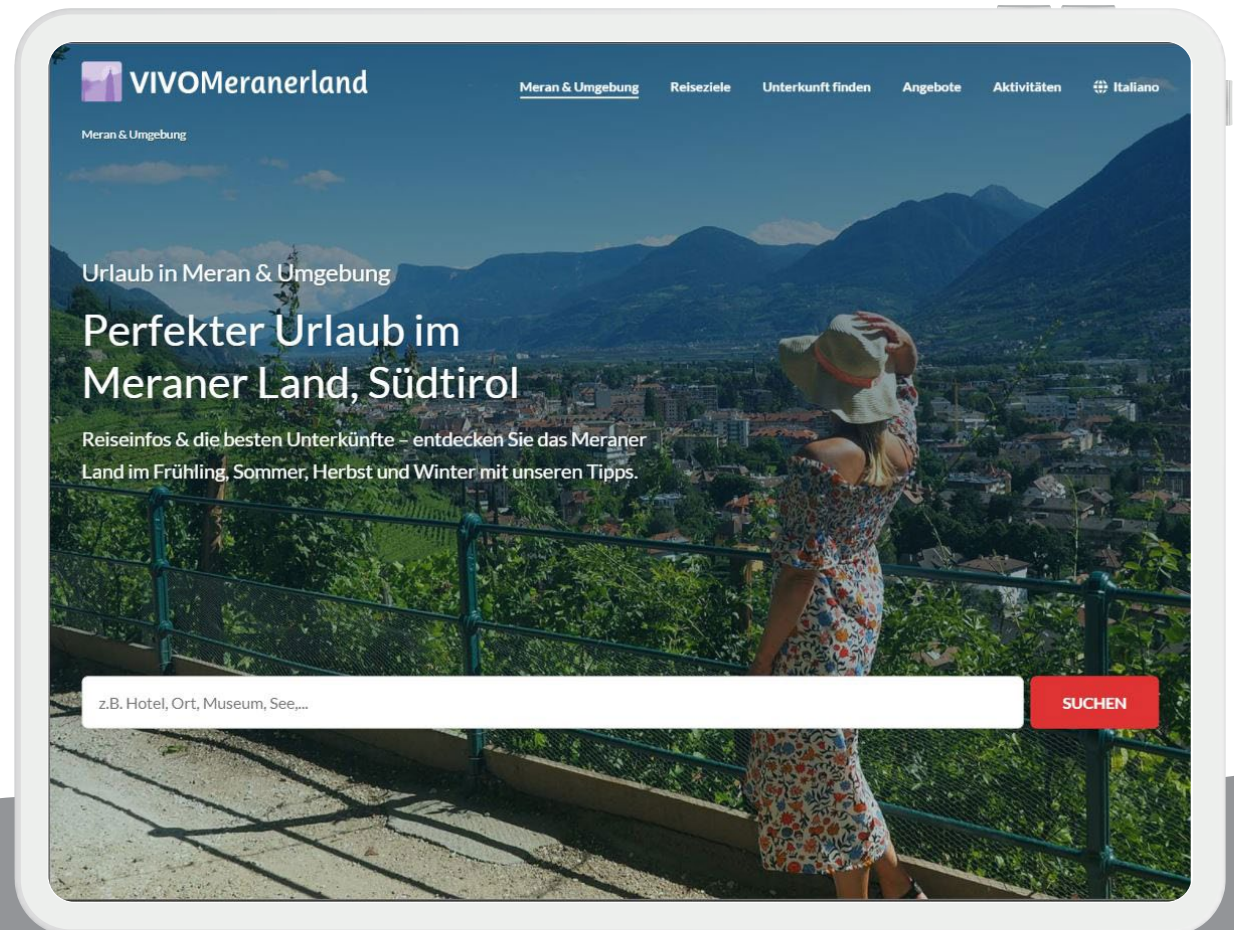 VIVOMeranerland
Meran & Umgebung
Reiseziele
Unterkunft finden
Angebote
Aktivitäten
Italiano
Meran & Umgebung
Urlaub in Meran & Umgebung
Perfekter Urlaub im
Meraner Land, Südtirol
Reiseinfos & die besten Unterkünfte – entdecken Sie das Meraner
Land im Frühling, Sommer, Herbst und Winter mit unseren Tipps.
z.B. Hotel, Ort, Museum, See,...
SUCHEN